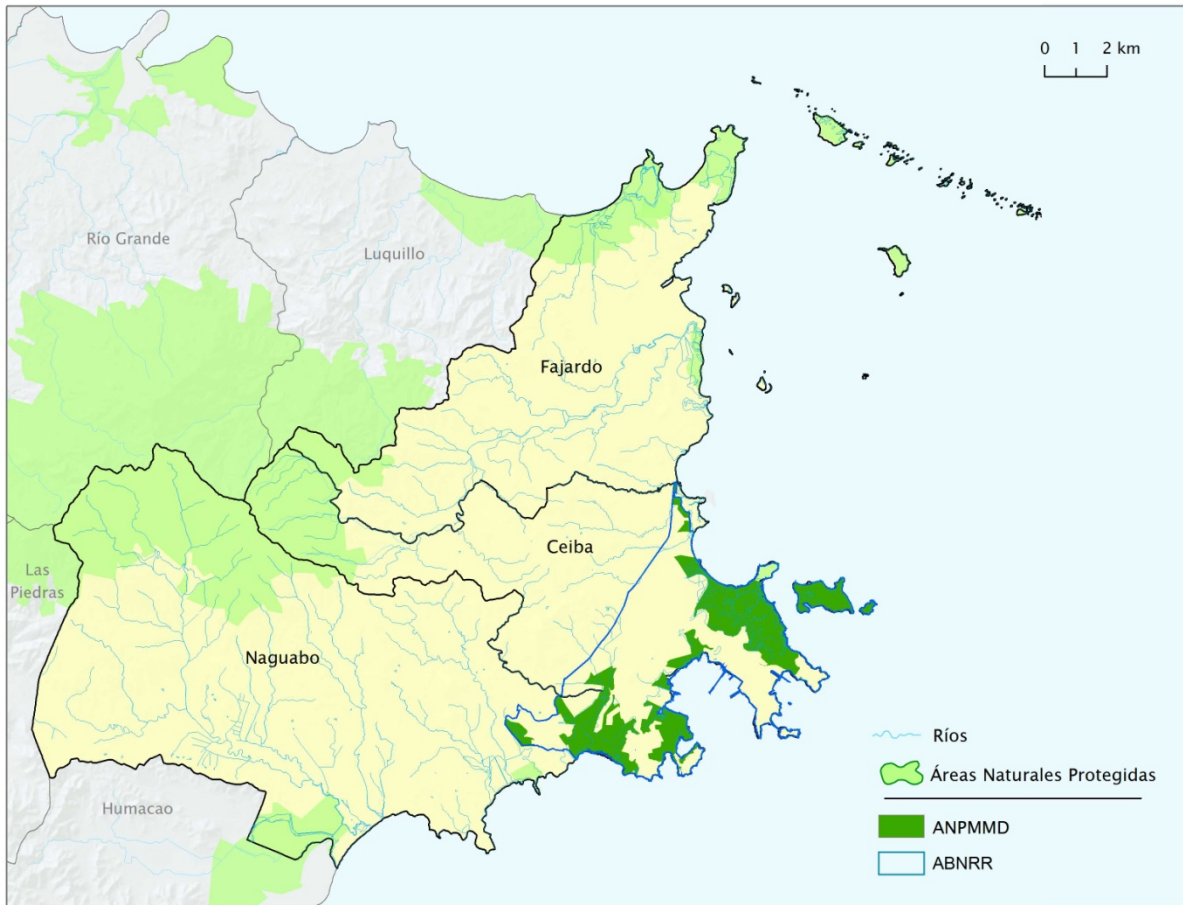 0 1 2 km
Río Grande
Luquillo
Fajardo
Ceiba
Las
Piedras
Naguabo
Humacao
Ríos
Áreas Naturales Protegidas
ANPMMD
ABNRR